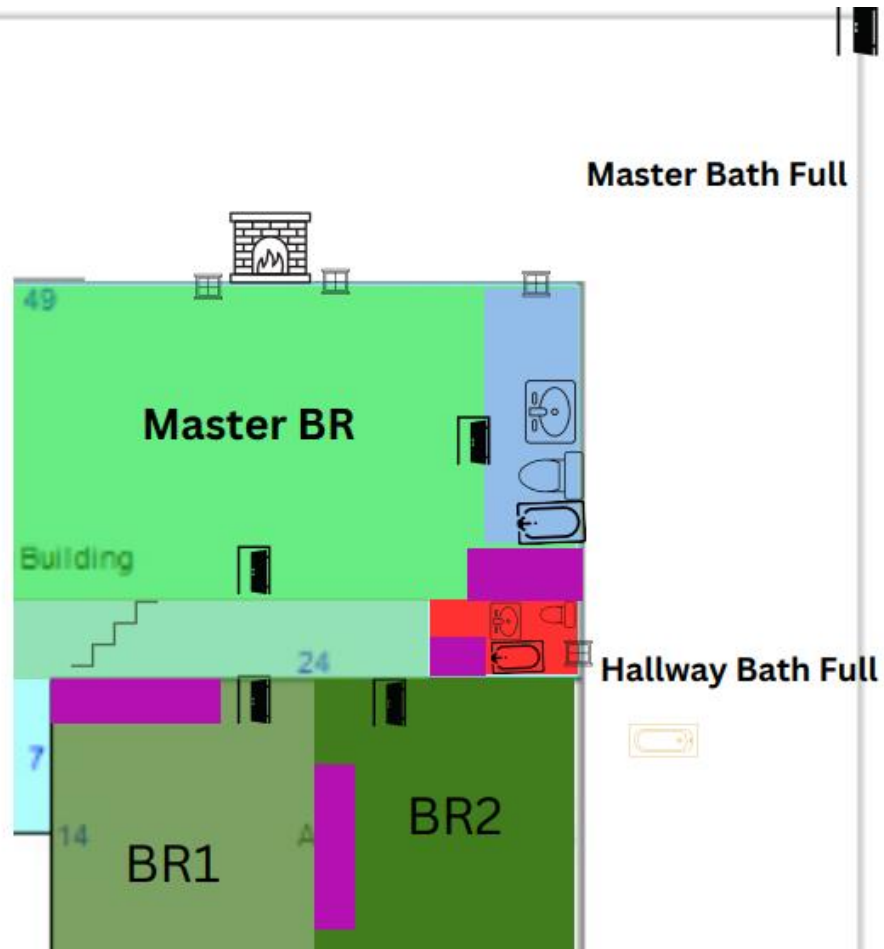 Master Bath Full
49
Master BR
Building
24
Hallway Bath Full
7
14
A
BR1
BR2